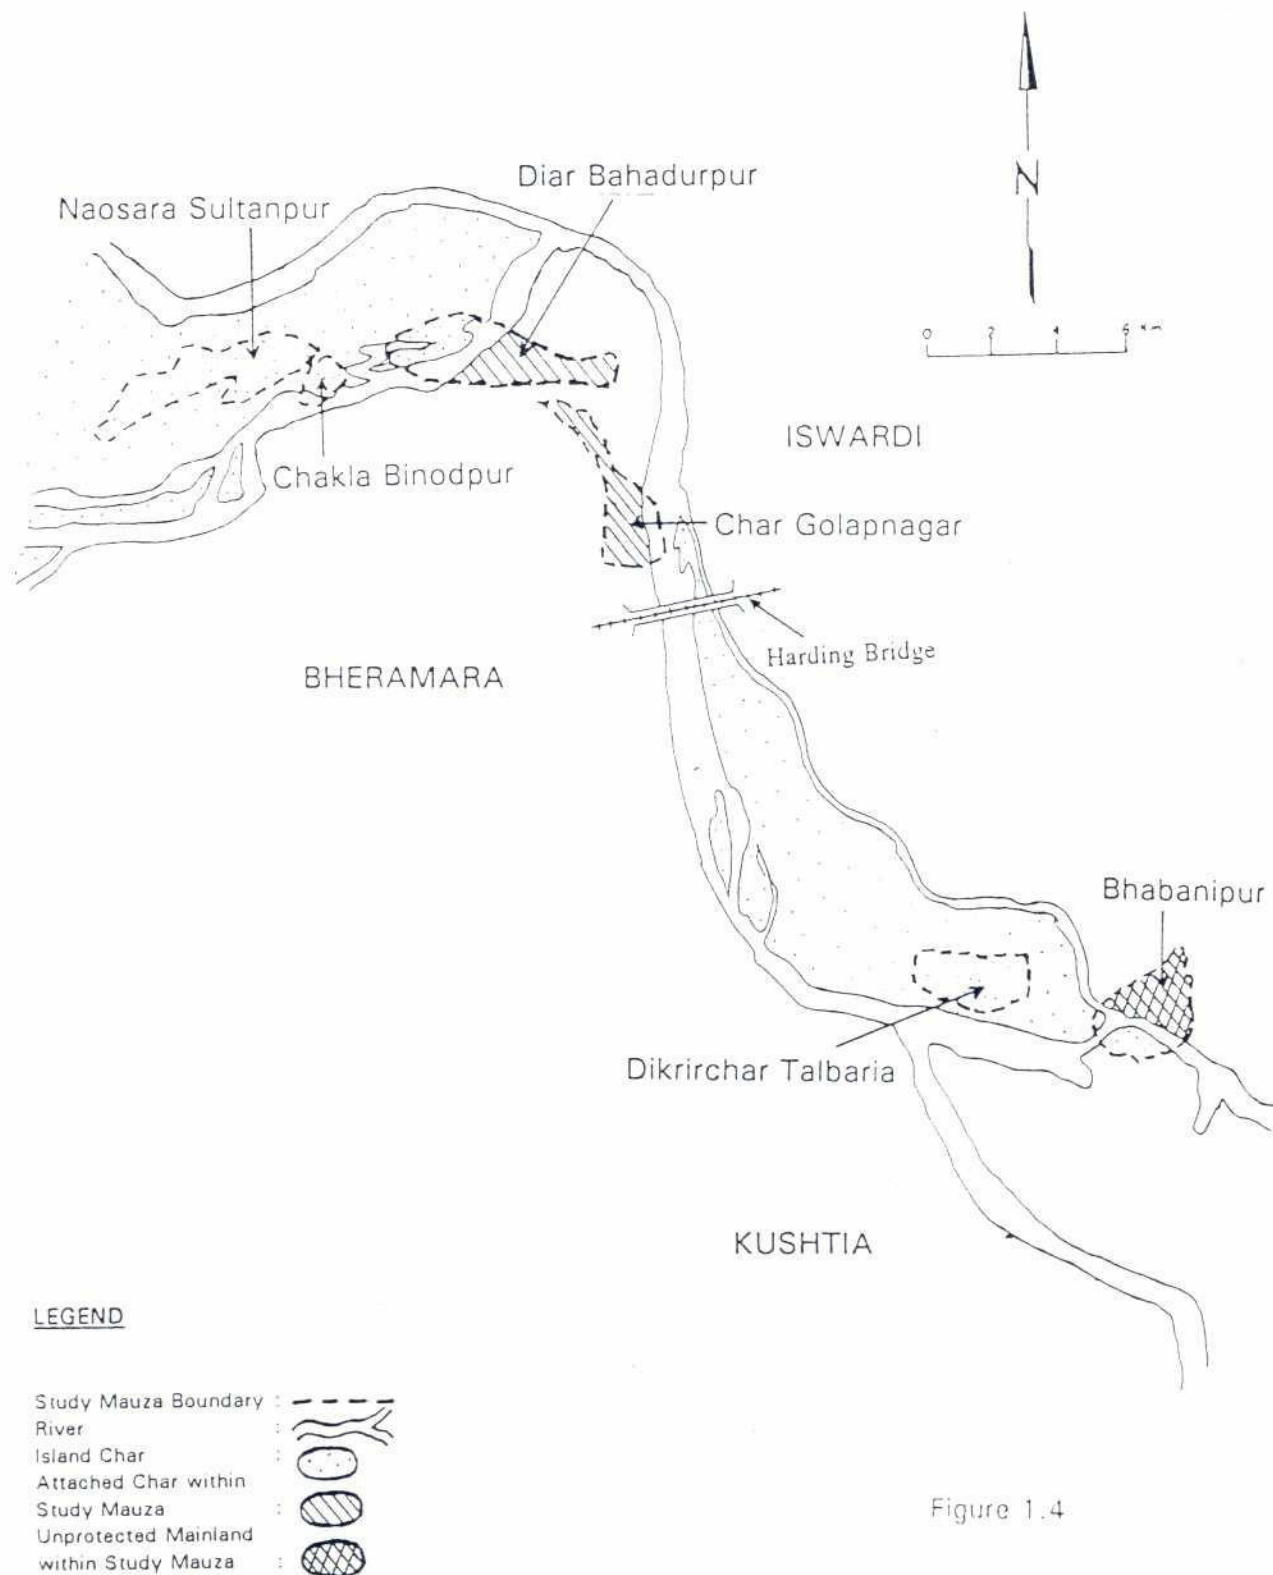 Diar Bahadurpur
Naosara Sultanpur
N
0 2 4 6 Km
ISWARDI
Chakla Binodpur
Char Golapnagar
Harding Bridge
BHERAMARA
Bhabanipur
Dikrirchar Talbaria
KUSHTIA
LEGEND
Study Mauza Boundary :
River :
Island Char :
Attached Char within
Study Mauza :
Unprotected Mainland
within Study Mauza :
Figure 1.4